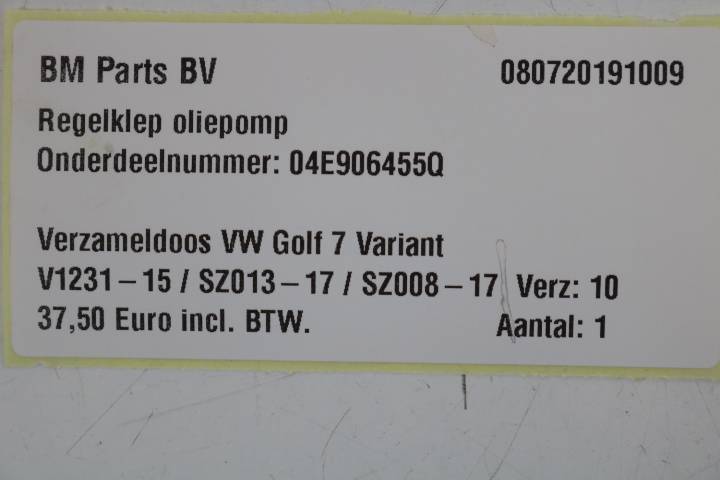 BM Parts BV 080720191009
Regelklep oliepomp
Onderdeelnummer: 04E906455Q
Verzameldoos VW Golf 7 Variant
V1231-15 / SZ013-17 / SZ008-17 Verz: 10
37,50 Euro incl. BTW. Aantal: 1